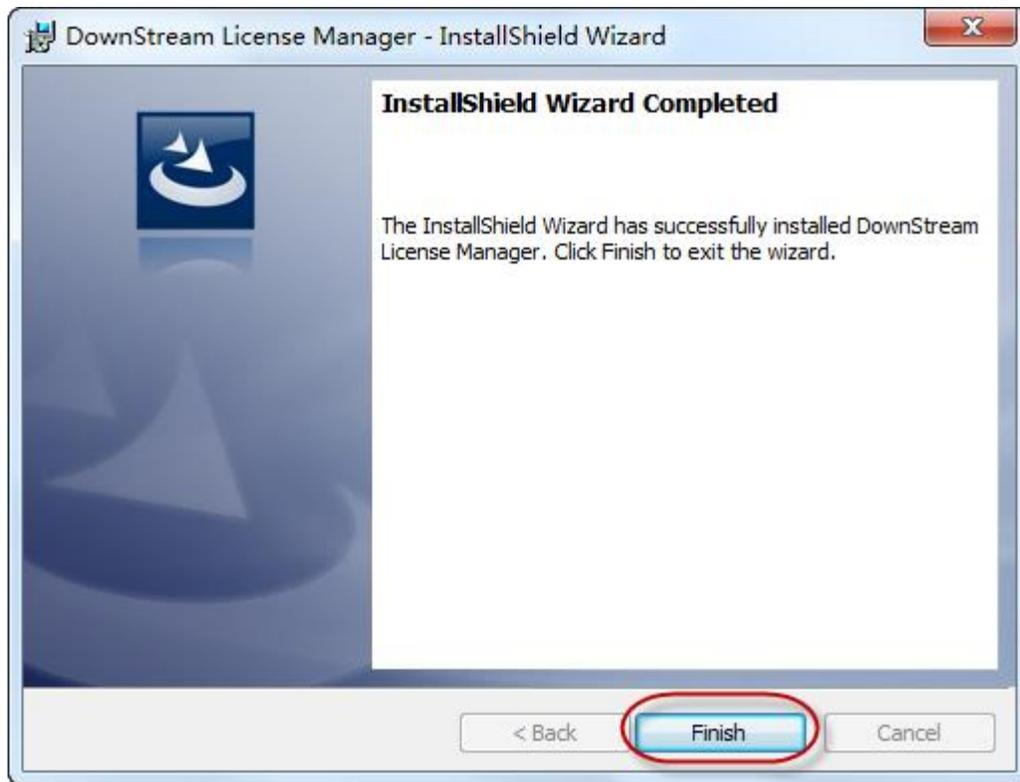 DownStream License Manager - InstallShield Wizard
InstallShield Wizard Completed
The InstallShield Wizard has successfully installed DownStream
License Manager. Click Finish to exit the wizard.
< Back Finish Cancel